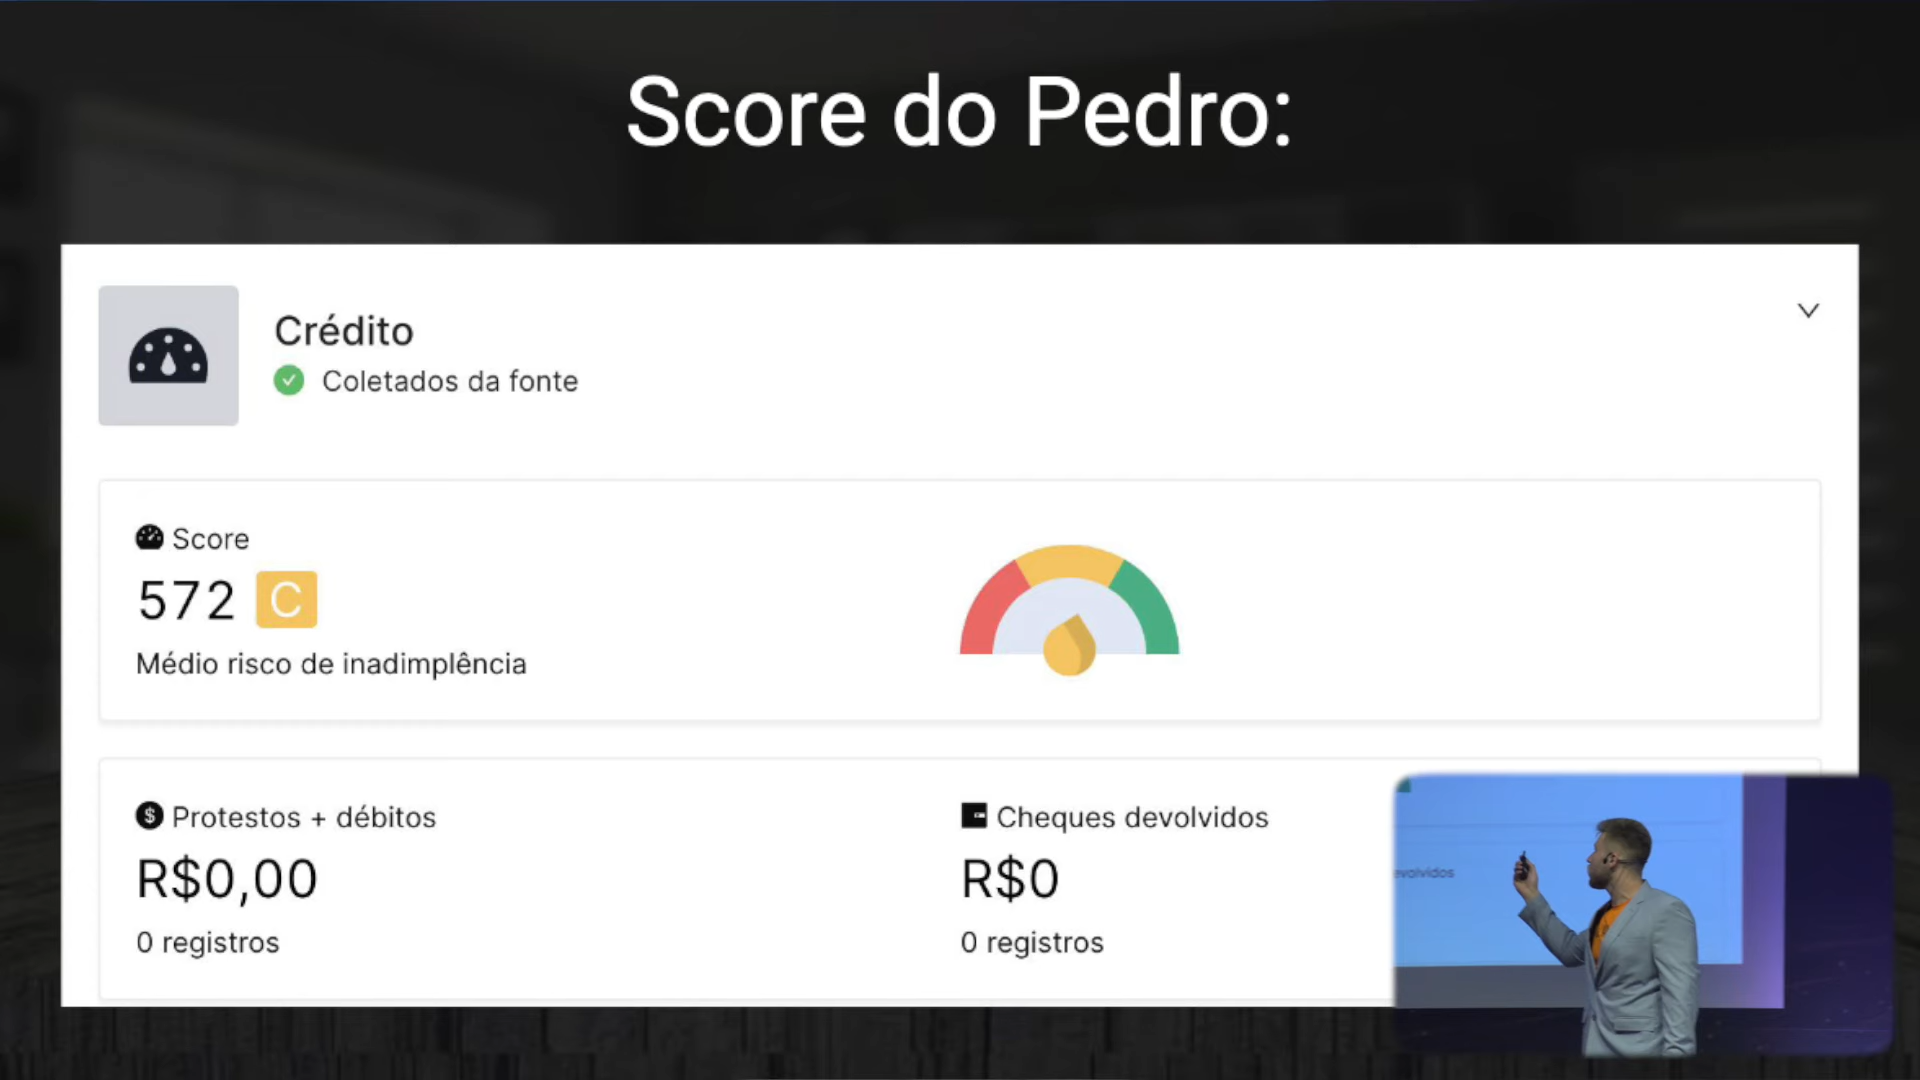 Score do Pedro:
Crédito
Coletados da fonte
Score
572 C
Médio risco de inadimplência
Protestos + débitos
R$0,00
0 registros
Cheques devolvidos
R$0
0 registros
evolvidos